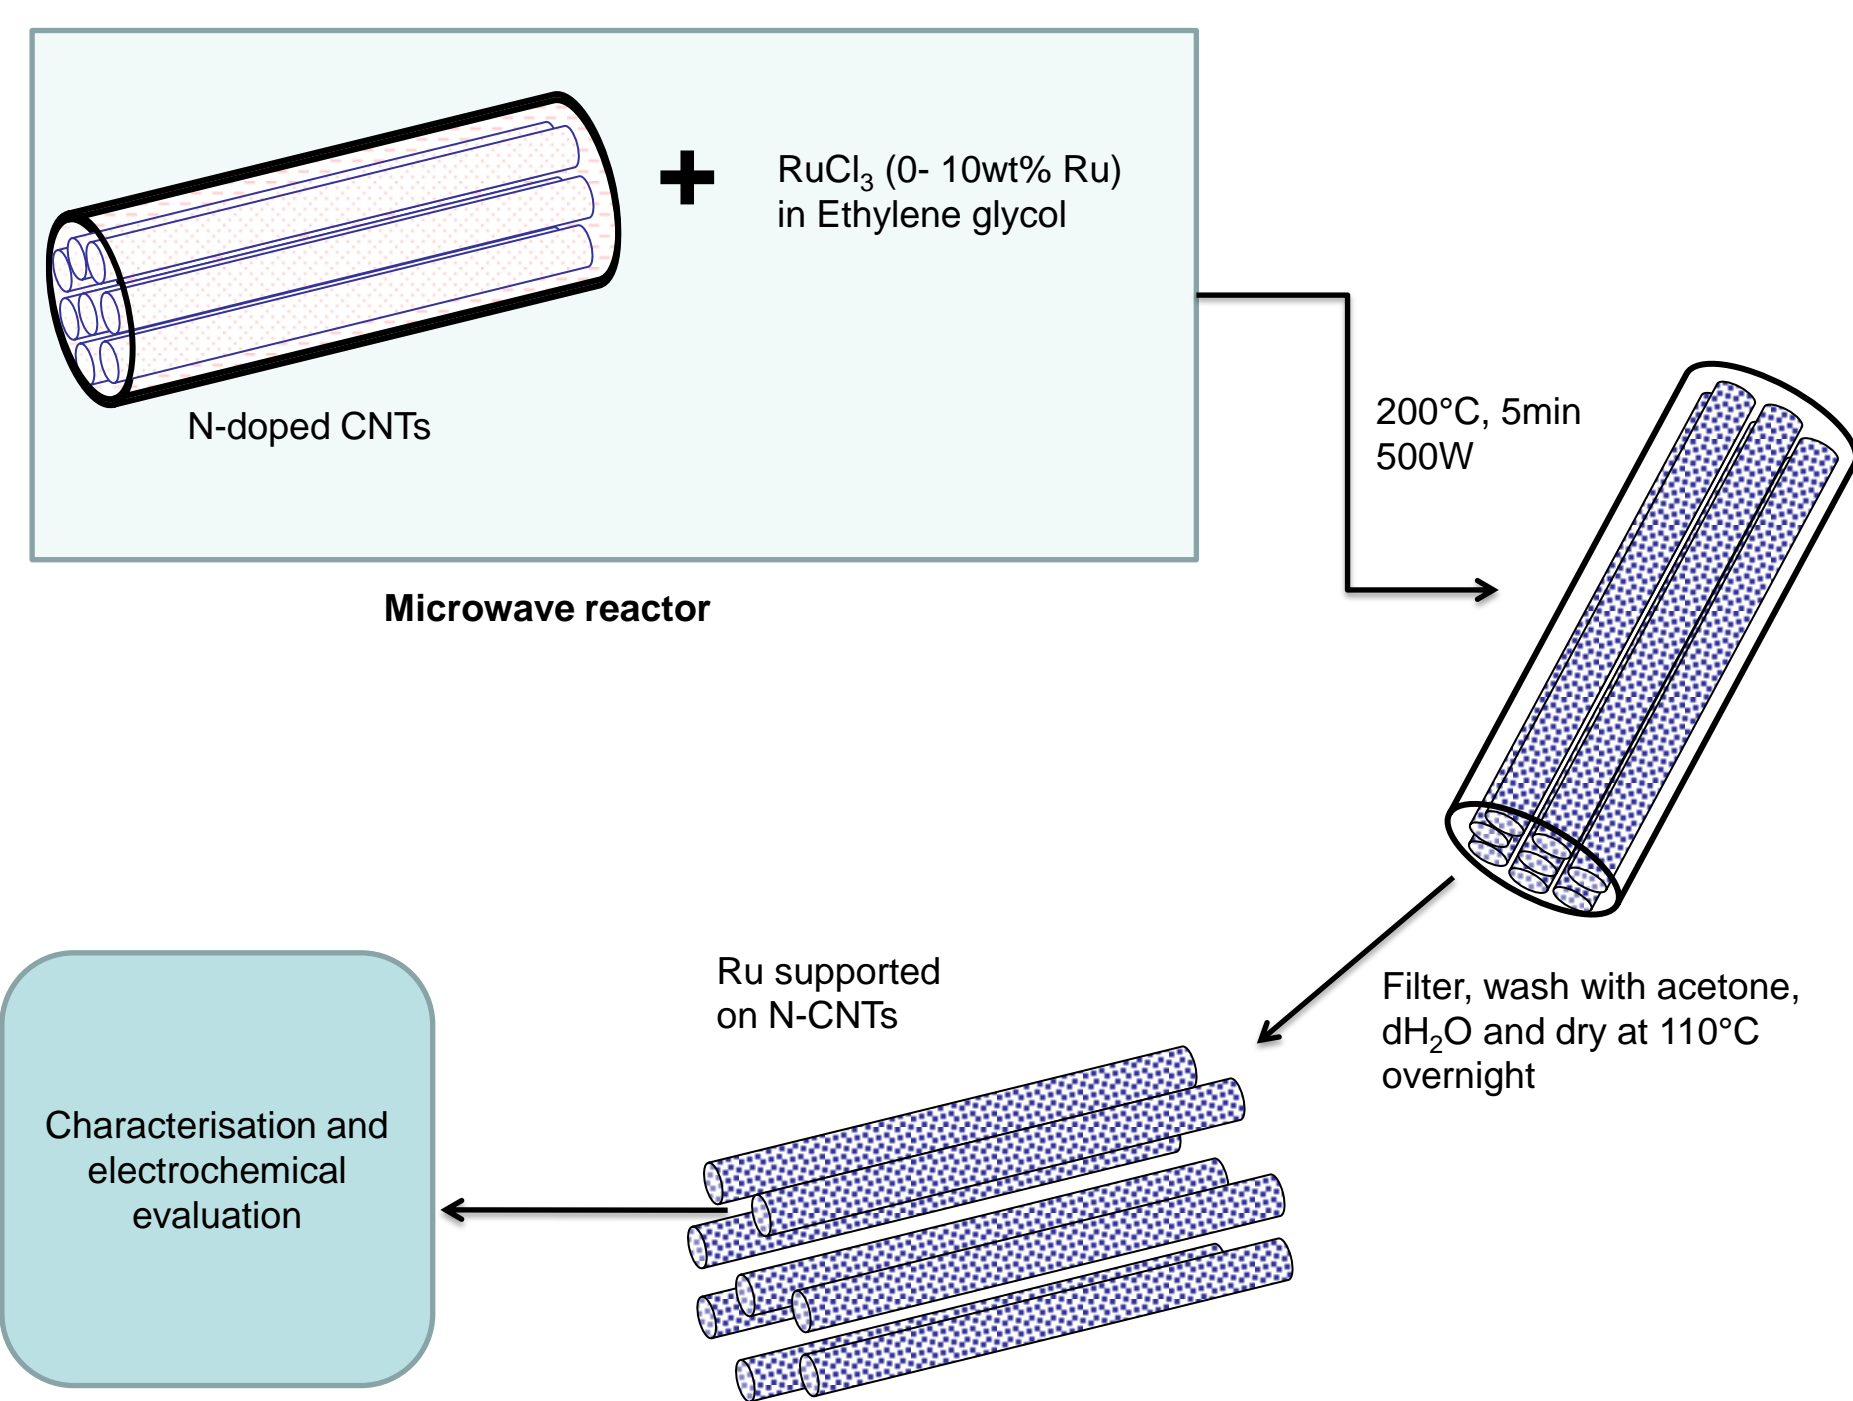 RuCl₃ (0- 10wt% Ru)
in Ethylene glycol
N-doped CNTs
Microwave reactor
200°C, 5min
500W
Filter, wash with acetone,
dH₂O and dry at 110°C
overnight
Ru supported
on N-CNTs
Characterisation and
electrochemical
evaluation